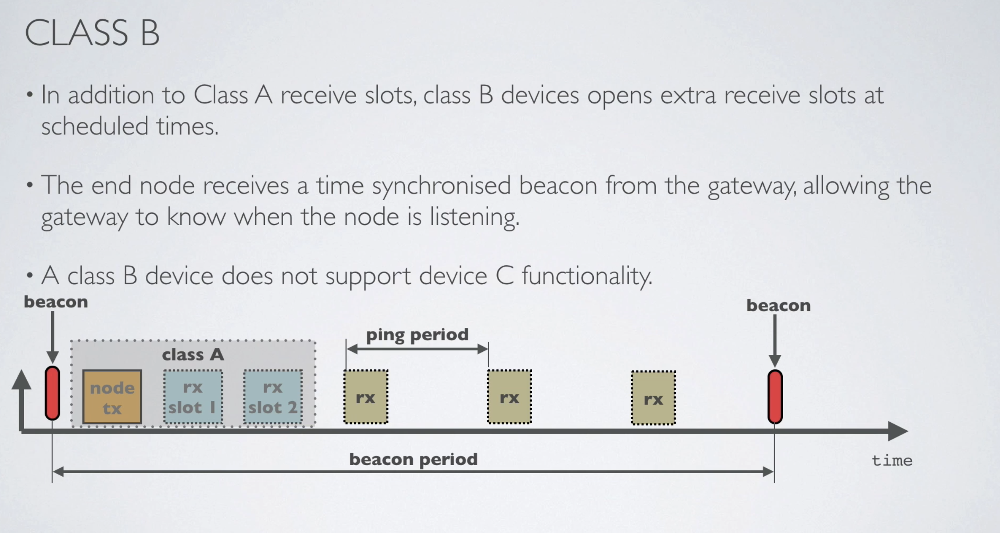 CLASS B
• In addition to Class A receive slots, class B devices opens extra receive slots at
scheduled times.
• The end node receives a time synchronised beacon from the gateway, allowing the
gateway to know when the node is listening.
• A class B device does not support device C functionality.
beacon
beacon
ping period
class A
node
tx
rx
slot 1
rx
slot 2
rx
rx
rx
beacon period
time